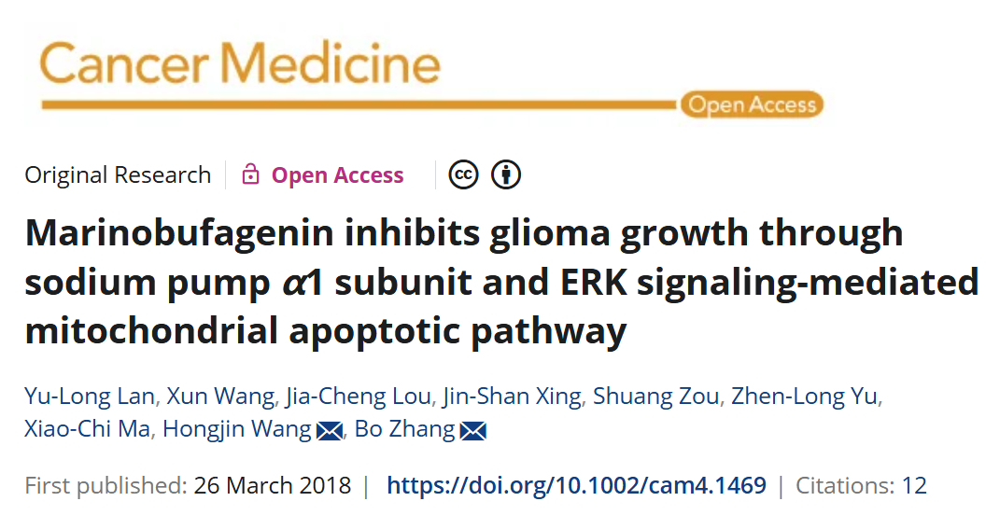 Cancer Medicine
Open Access
Original Research Open Access cc
Marinobufagenin inhibits glioma growth through
sodium pump α1 subunit and ERK signaling-mediated
mitochondrial apoptotic pathway
Yu-Long Lan, Xun Wang, Jia-Cheng Lou, Jin-Shan Xing, Shuang Zou, Zhen-Long Yu,
Xiao-Chi Ma, Hongjin Wang, Bo Zhang
First published: 26 March 2018 | https://doi.org/10.1002/cam4.1469 | Citations: 12